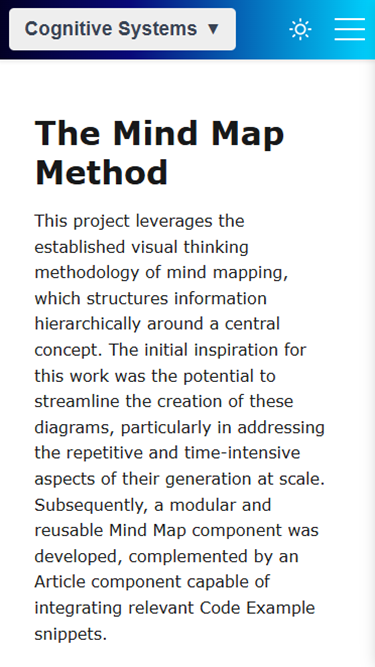 Cognitive Systems ▼
The Mind Map
Method
This project leverages the
established visual thinking
methodology of mind mapping,
which structures information
hierarchically around a central
concept. The initial inspiration for
this work was the potential to
streamline the creation of these
diagrams, particularly in addressing
the repetitive and time-intensive
aspects of their generation at scale.
Subsequently, a modular and
reusable Mind Map component was
developed, complemented by an
Article component capable of
integrating relevant Code Example
snippets.